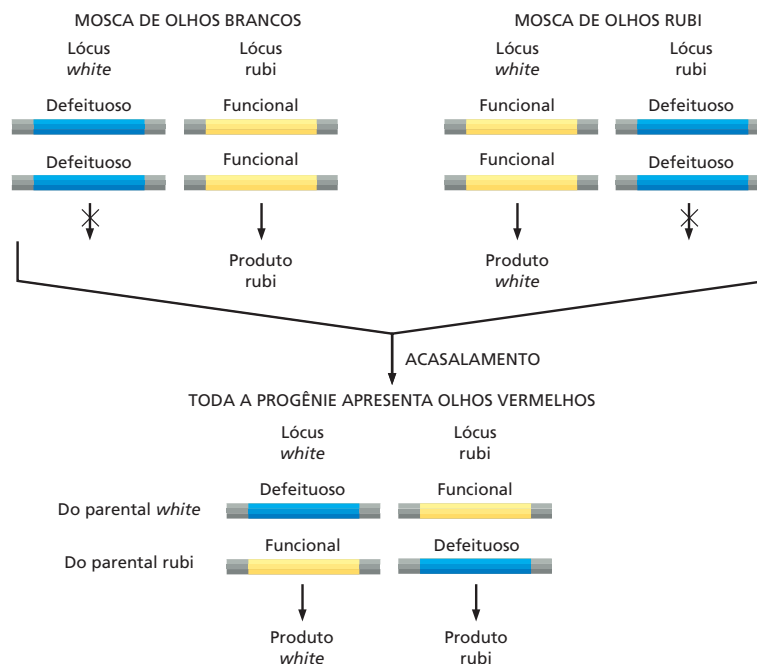 MOSCA DE OLHOS BRANCOS
Lócus
white
Lócus
rubi
Defeituoso
Funcional
Defeituoso
Funcional
Produto
rubi
MOSCA DE OLHOS RUBI
Lócus
white
Lócus
rubi
Funcional
Defeituoso
Funcional
Defeituoso
Produto
white
ACASALAMENTO
TODA A PROGÊNIE APRESENTA OLHOS VERMELHOS
Lócus
white
Lócus
rubi
Defeituoso
Funcional
Do parental white
Funcional
Defeituoso
Do parental rubi
Produto
white
Produto
rubi